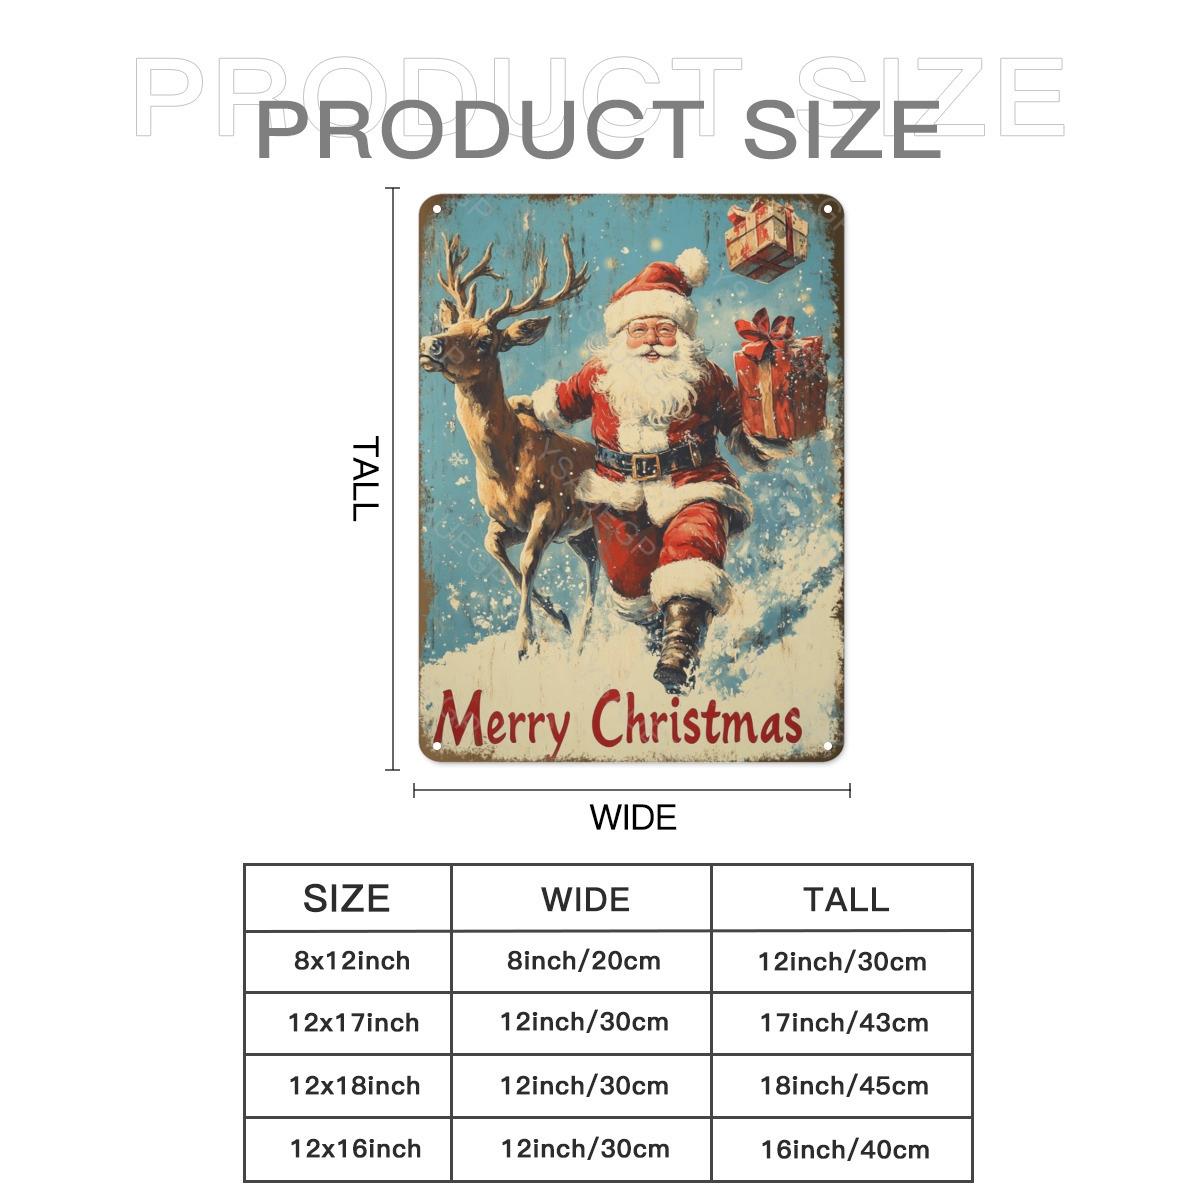 PRODUCT SIZE
PRODUCT SIZE
TALL
Merry Christmas
WIDE
SIZE WIDE TALL
8x12inch 8inch/20cm 12inch/30cm
12x17inch 12inch/30cm 17inch/43cm
12x18inch 12inch/30cm 18inch/45cm
12x16inch 12inch/30cm 16inch/40cm